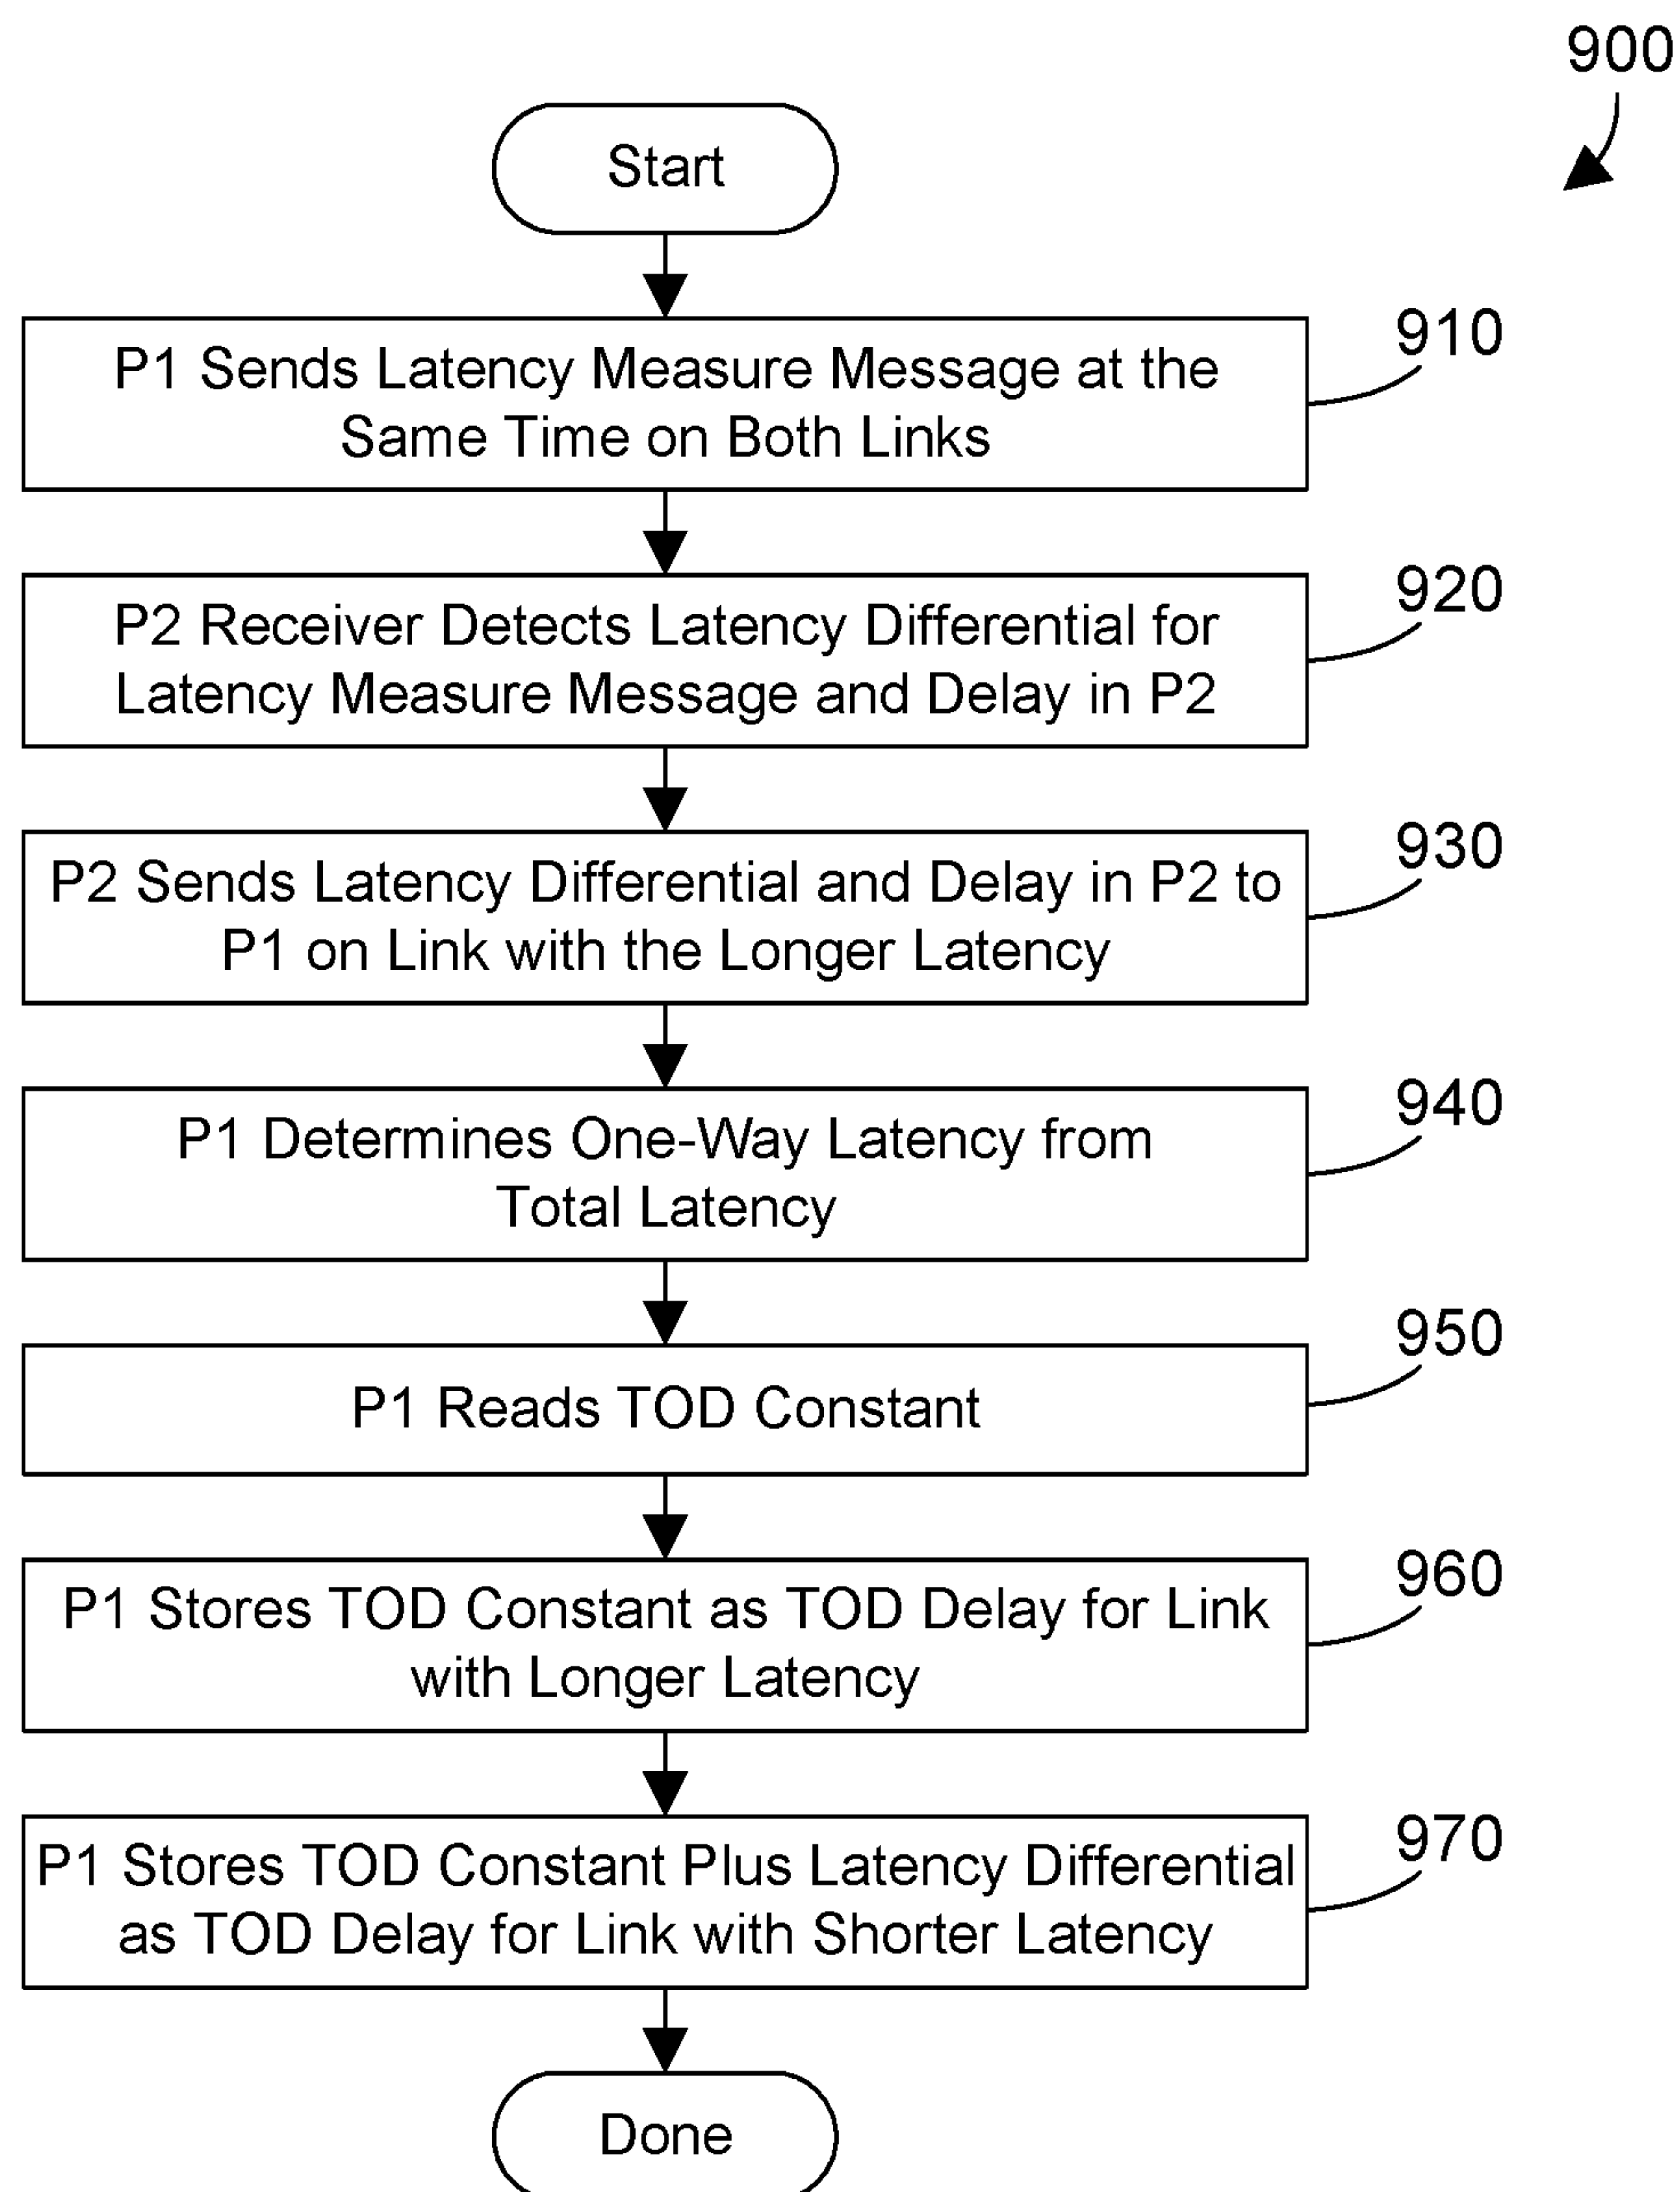 900
Start
910
P1 Sends Latency Measure Message at the
Same Time on Both Links
920
P2 Receiver Detects Latency Differential for
Latency Measure Message and Delay in P2
930
P2 Sends Latency Differential and Delay in P2 to
P1 on Link with the Longer Latency
940
P1 Determines One-Way Latency from
Total Latency
950
P1 Reads TOD Constant
960
P1 Stores TOD Constant as TOD Delay for Link
with Longer Latency
970
P1 Stores TOD Constant Plus Latency Differential
as TOD Delay for Link with Shorter Latency
Done